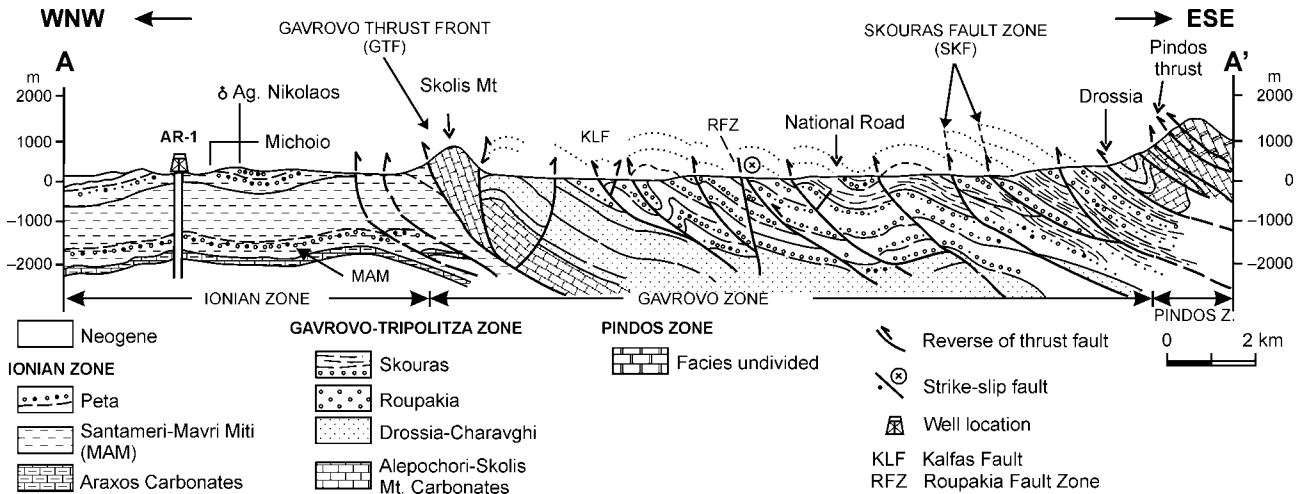 WNW
ESE
GAVROVO THRUST FRONT
(GTF)
SKOURAS FAULT ZONE
(SKF)
Pindos
thrust
A
A'
m
m
2000
1000
0
–1000
–2000
2000
1000
0
–1000
–2000
Ag. Nikolaos
AR-1
Michoio
Skolis Mt
KLF
RFZ
National Road
Drossia
MAM
IONIAN ZONE
GAVROVO ZONE
PINDOS Z.
Neogene
IONIAN ZONE
Peta
Santameri-Mavri Miti
(MAM)
Araxos Carbonates
GAVROVO-TRIPOLITZA ZONE
Skouras
Roupakia
Drossia-Charavghi
Alepochori-Skolis
Mt. Carbonates
PINDOS ZONE
Facies undivided
Reverse of thrust fault
Strike-slip fault
Well location
KLF Kalfas Fault
RFZ Roupakia Fault Zone
0 2 km